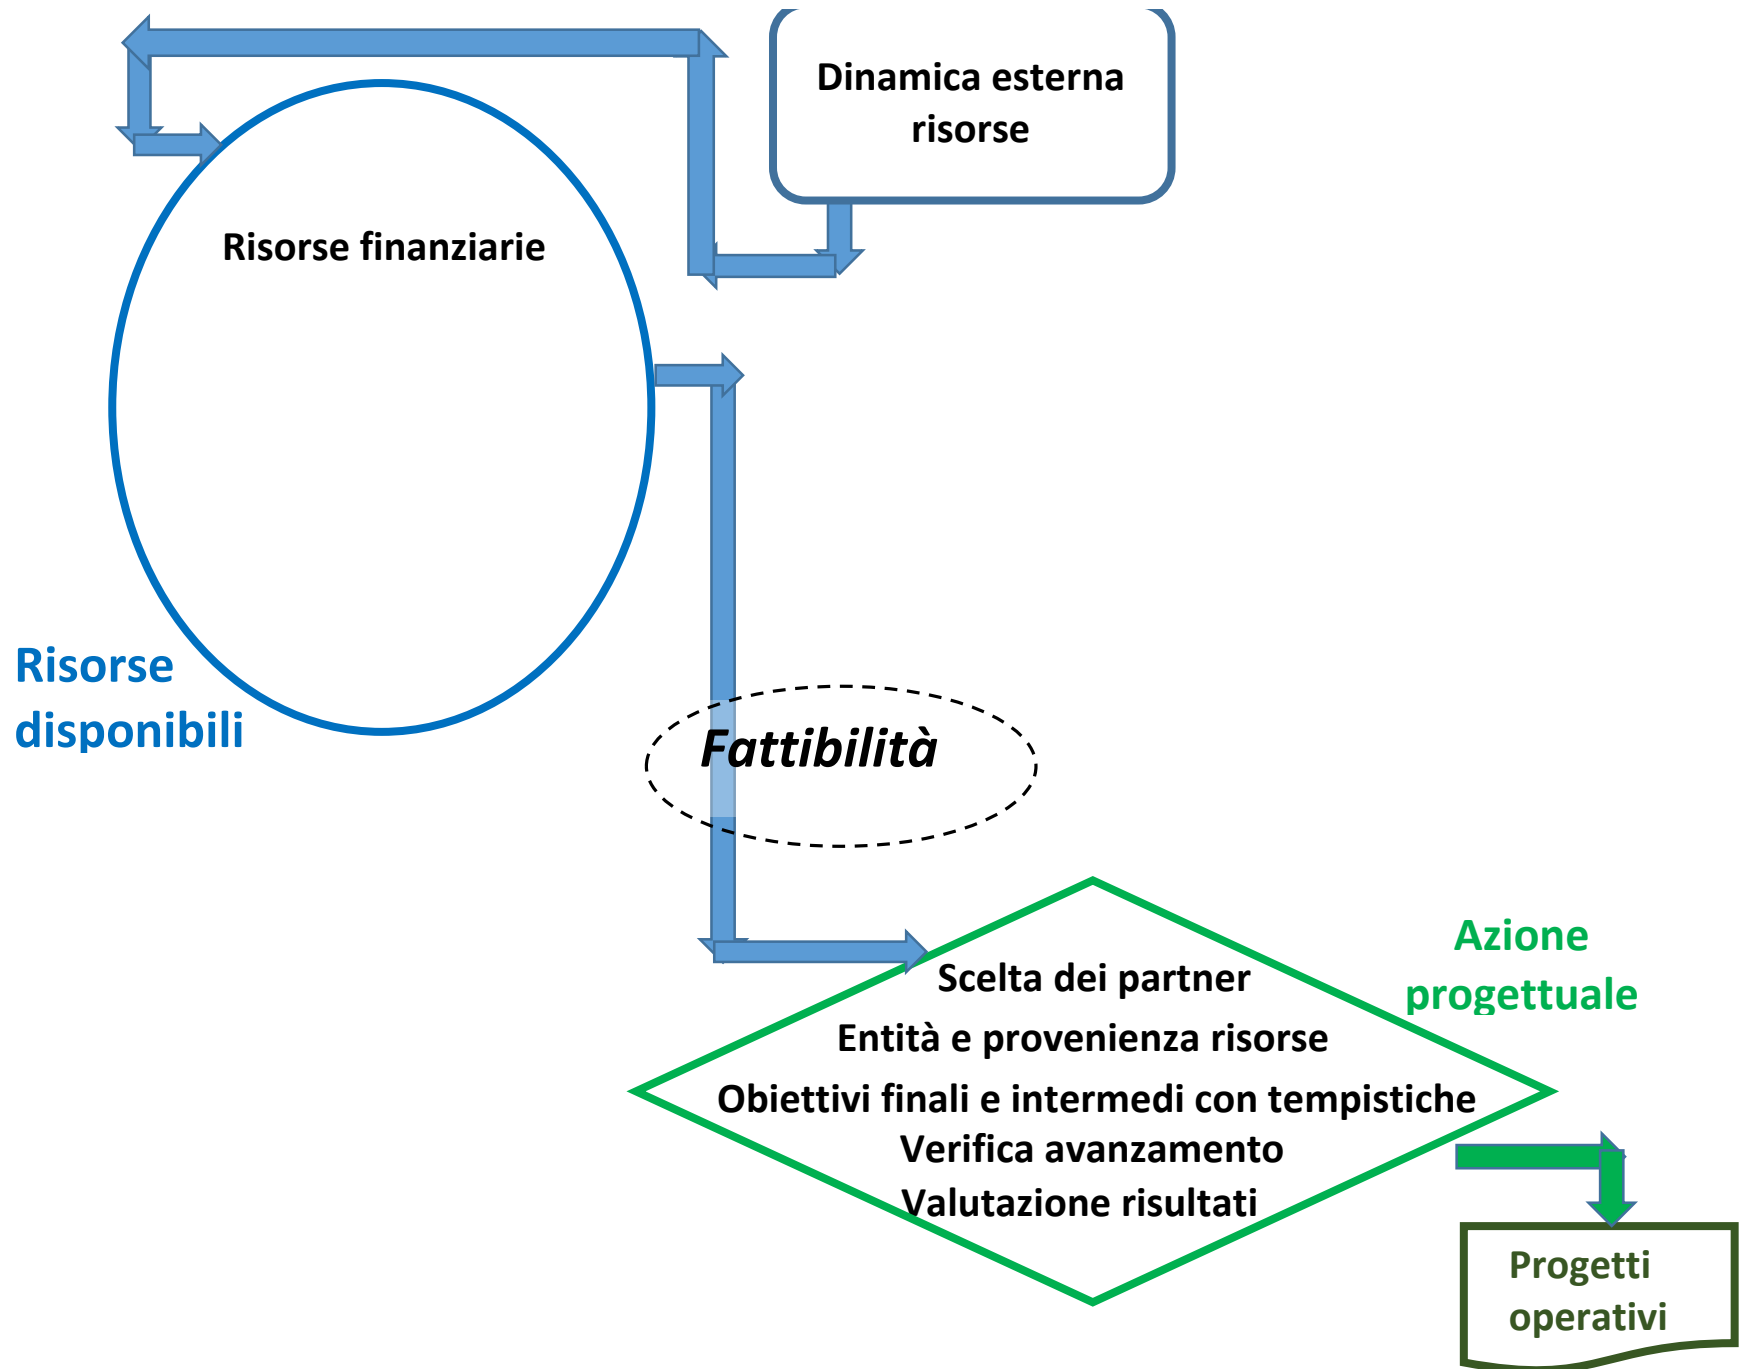 Dinamica esterna
risorse
Risorse finanziarie
Risorse
disponibili
Fattibilità
Azione
progettuale
Scelta dei partner
Entità e provenienza risorse
Obiettivi finali e intermedi con tempistiche
Verifica avanzamento
Valutazione risultati
Progetti
operativi